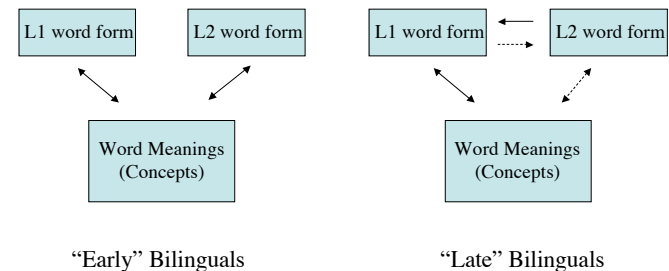 L1 word form
L2 word form
Word Meanings
(Concepts)
“Early” Bilinguals
L1 word form
L2 word form
Word Meanings
(Concepts)
“Late” Bilinguals